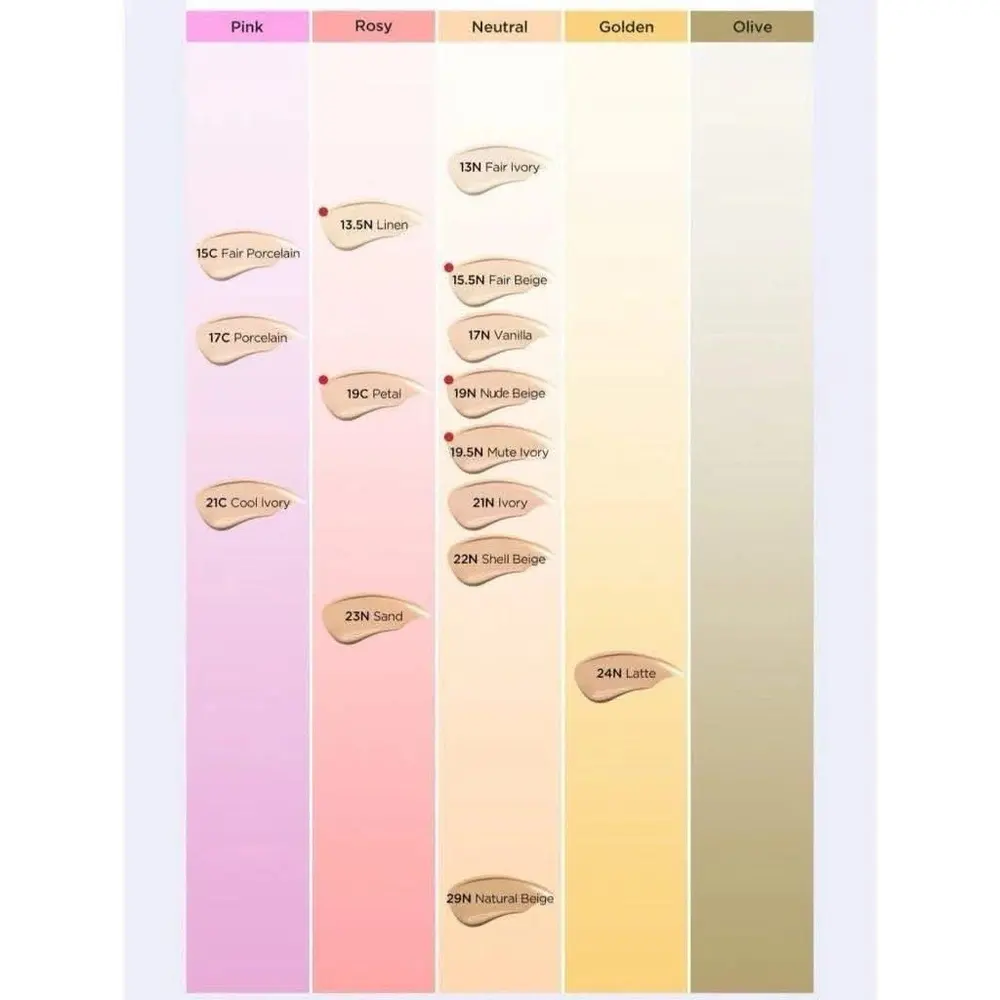 Pink
Rosy
Neutral
Golden
Olive
13N Fair Ivory
13.5N Linen
15C Fair Porcelain
15.5N Fair Beige
17C Porcelain
17N Vanilla
19C Petal
19N Nude Beige
19.5N Mute Ivory
21C Cool Ivory
21N Ivory
22N Shell Beige
23N Sand
24N Latte
29N Natural Beige